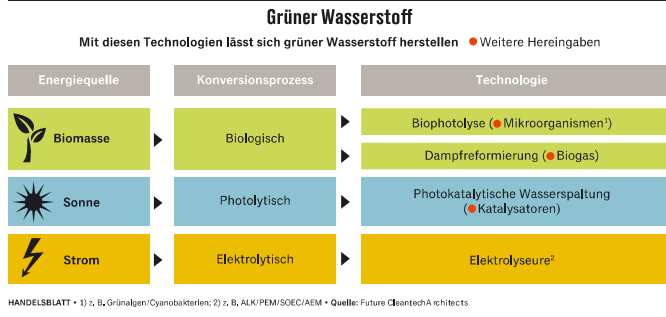 Grüner Wasserstoff
Mit diesen Technologien lässt sich grüner Wasserstoff herstellen ● Weitere Hereingaben
Energiequelle
Konversionsprozess
Technologie
Biomasse
Biologisch
Biophotolyse (● Mikroorganismen¹)
Dampfreformierung (● Biogas)
Sonne
Photolytisch
Photokatalytische Wasserspaltung
(● Katalysatoren)
Strom
Elektrolytisch
Elektrolyseure²
HANDELSBLATT • 1) z. B. Grünalgen/Cyanobakterien; 2) z. B. ALK/PEM/SOEC/AEM • Quelle: Future CleantechArchitects